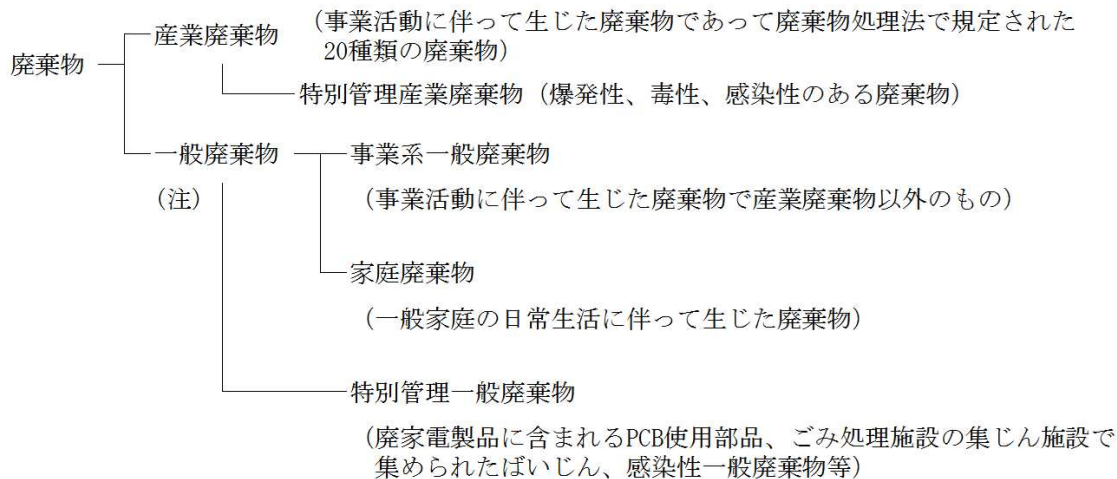 産業廃棄物 (事業活動に伴って生じた廃棄物であって廃棄物処理法で規定された
20種類の廃棄物)
廃棄物
特別管理産業廃棄物 (爆発性、毒性、感染性のある廃棄物)
一般廃棄物 事業系一般廃棄物
(注) (事業活動に伴って生じた廃棄物で産業廃棄物以外のもの)
家庭廃棄物
(一般家庭の日常生活に伴って生じた廃棄物)
特別管理一般廃棄物
(廃家電製品に含まれるPCB使用部品、ごみ処理施設の集じん施設で
集められたばいじん、感染性一般廃棄物等)